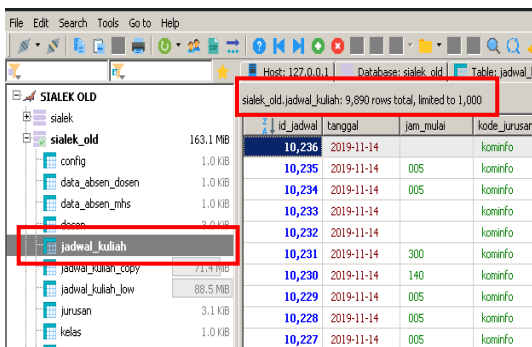 File Edit Search Tools Go to Help
Host: 127.0.0.1 Database: sialek_old Table: jadwal_l
SIALEK OLD
sialek
sialek_old 163.1 MiB
config 1.0 KiB
data_absen_dosen 1.0 KiB
data_absen_mhs 1.0 KiB
dosen 3.0 KiB
jadwal_kuliah
jadwal_kuliah_copy 71.4 MiB
jadwal_kuliah_low 88.5 MiB
jurusan 3.1 KiB
kelas 1.0 KiB
sialek_old.jadwal_kuliah: 9,890 rows total, limited to 1,000
id_jadwal tanggal jam_mulai kode_jurusan
10,236 2019-11-14 kominfo
10,235 2019-11-14 005 kominfo
10,234 2019-11-14 005 kominfo
10,233 2019-11-14 kominfo
10,232 2019-11-14 kominfo
10,231 2019-11-14 300 kominfo
10,230 2019-11-14 140 kominfo
10,229 2019-11-14 005 kominfo
10,228 2019-11-14 005 kominfo
10,227 2019-11-14 005 kominfo